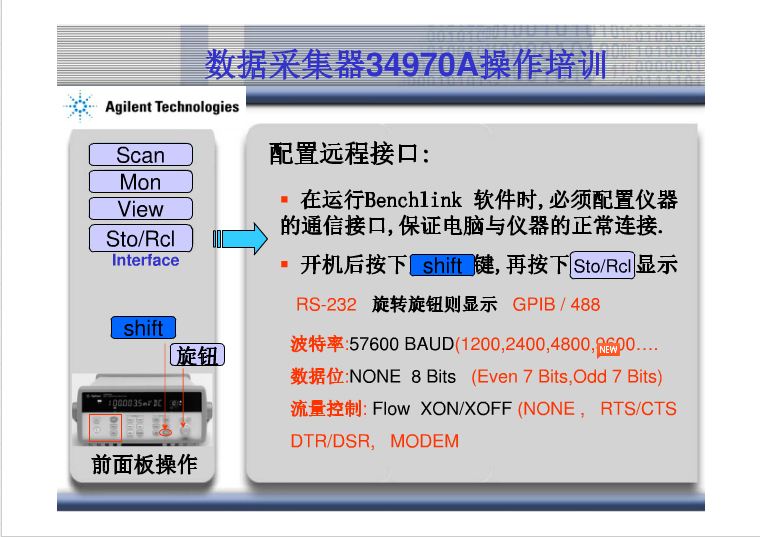 数据采集器34970A操作培训
Agilent Technologies
Scan
Mon
View
Sto/Rcl
Interface
shift
旋钮
前面板操作
配置远程接口:
在运行Benchlink 软件时,必须配置仪器
的通信接口,保证电脑与仪器的正常连接.
开机后按下 shift 键,再按下 Sto/Rcl 显示
RS-232 旋转旋钮则显示 GPIB / 488
波特率:57600 BAUD(1200,2400,4800,9600….
NEW
数据位:NONE 8 Bits (Even 7 Bits,Odd 7 Bits)
流量控制: Flow XON/XOFF (NONE , RTS/CTS
DTR/DSR, MODEM